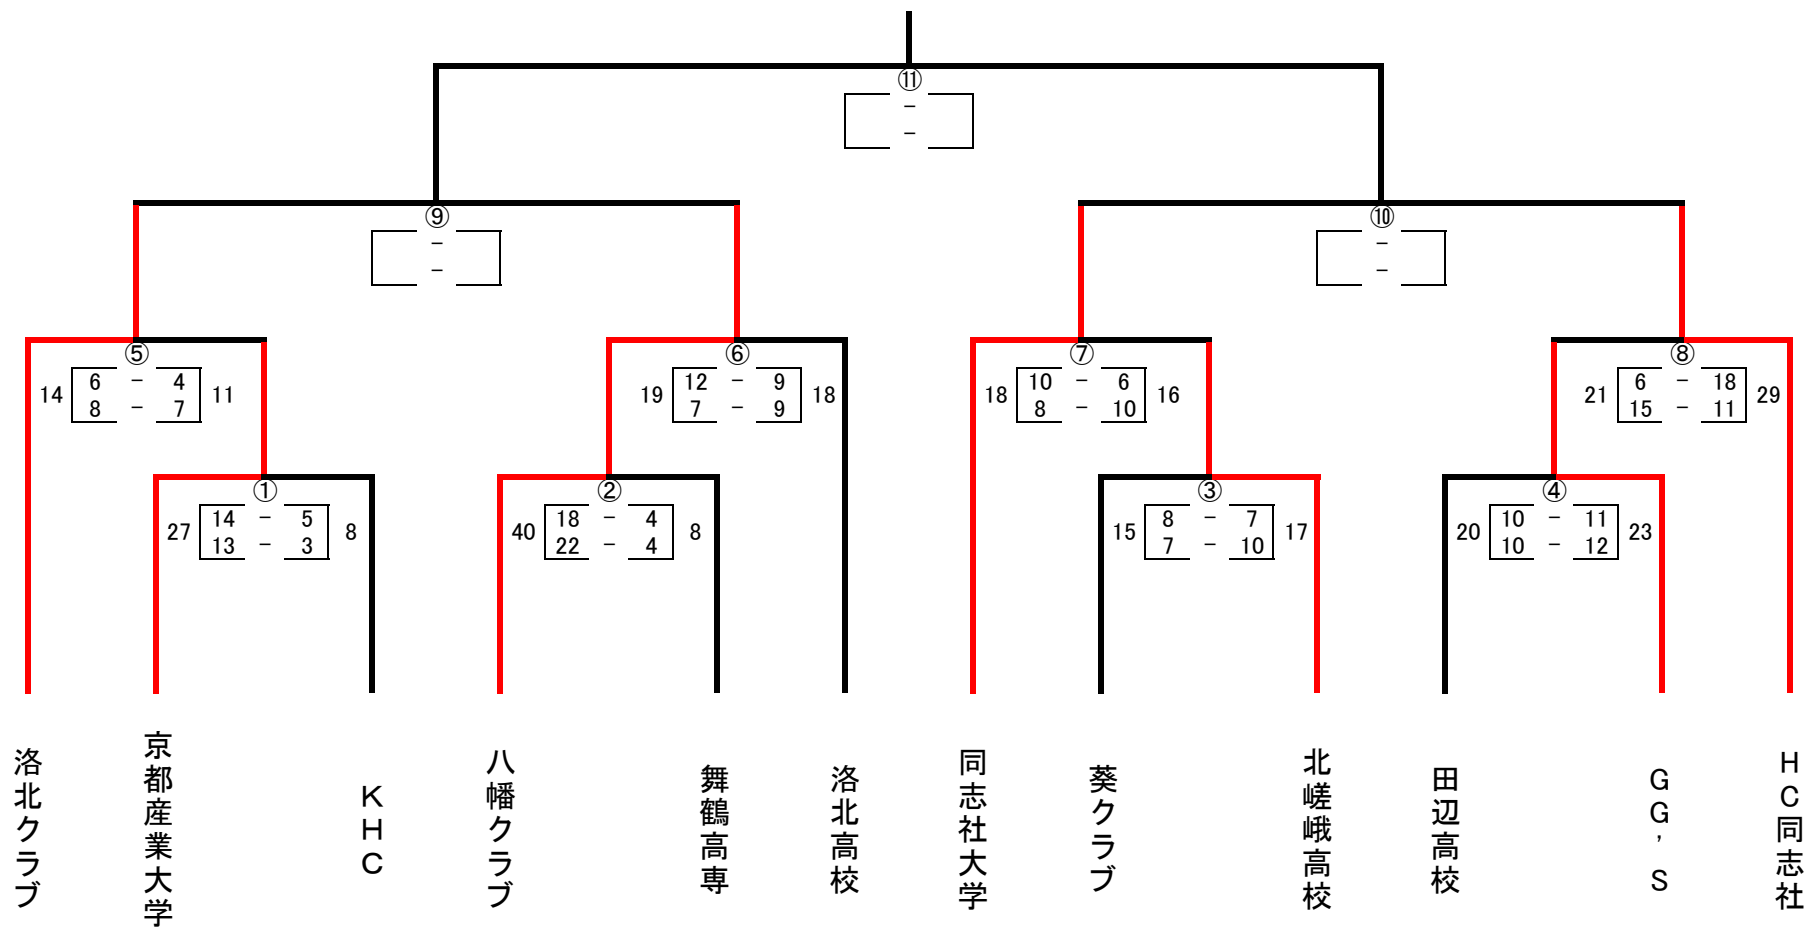 ⑪
-
-
⑨
-
-
⑩
-
-
⑤
14 6 - 4 11
8 - 7
⑥
19 12 - 9 18
7 - 9
⑦
18 10 - 6 16
8 - 10
⑧
21 6 - 18 29
15 - 11
①
27 14 - 5 8
13 - 3
②
40 18 - 4 8
22 - 4
③
15 8 - 7 17
7 - 10
④
20 10 - 11 23
10 - 12
洛北クラブ
京都産業大学
KHC
八幡クラブ
舞鶴高専
洛北高校
同志社大学
葵クラブ
北嵯峨高校
田辺高校
GG'S
HC同志社